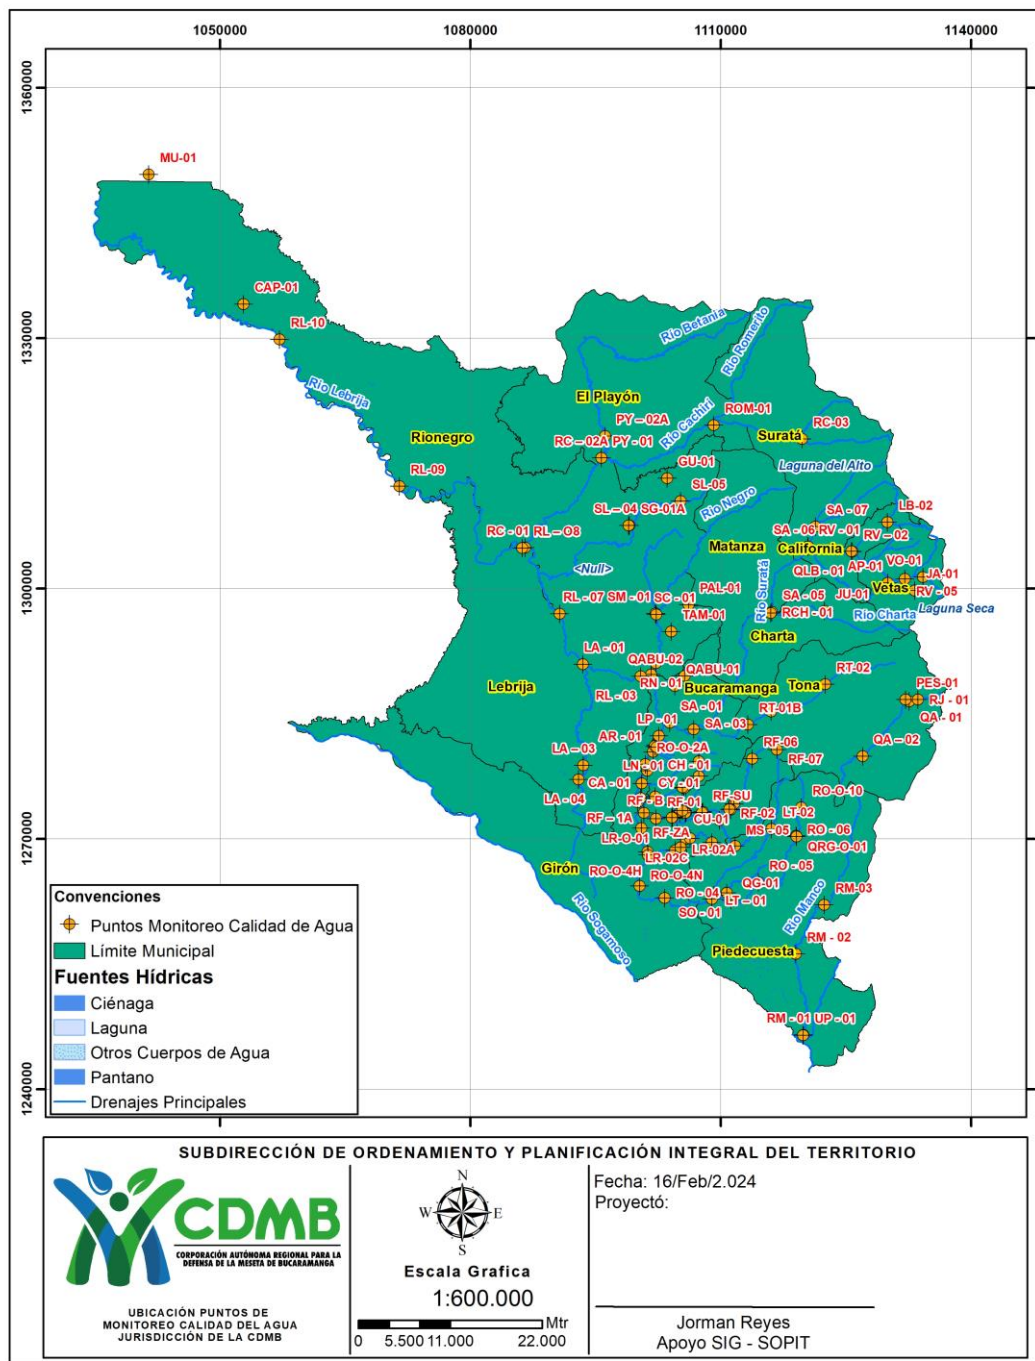 1050000
1080000
1110000
1140000
1360000
1330000
1300000
1270000
1240000
MU-01
CAP-01
RL-10
Río Lebrija
Rionegro
RL-09
Río Betania
Río Romerito
El Playón
PY – 02A
ROM-01
RC – 02A PY - 01
Río Cachirí
Suratá
RC-03
GU-01
Laguna del Alto
SL-05
SL – 04 SG-01A
Río Negro
SA - 07
LB-02
RC - 01 RL – O8
SA - 06 RV - 01
RV – 02
Matanza
California
<Null>
AP-01
VO-01
QLB - 01
JA-01
Vetas
PAL-01
SA - 05
JU-01
RV - 05
RL - 07 SM - 01 SC - 01
Río Suratá
RCH - 01
Río Charta
Laguna Seca
TAM-01
Charta
LA - 01
QABU-02
QABU-01
RT-02
Lebrija
RN - 01
Bucaramanga
Tona
PES-01
RL - 03
RJ - 01
SA - 01
RT-01B
QA - 01
LP - 01
SA - 03
AR - 01
RF-06
QA – 02
LA – 03
RO-O-2A
RF-07
LN - 01
CH - 01
CA - 01
CY - 01
RO-O-10
LA - 04
RF - B
RF-01
RF-SU
LT-02
RF – 1A
CU-01
RF-02
MS - 05
RO - 06
LR-O-01
RF-ZA
LR-02A
QRG-O-01
Girón
LR-02C
RO - 05
RO-O-4H
RO-O-4N
QG-01
RO - 04
LT – 01
RM-03
SO - 01
Río Manco
Río Sogamoso
RM - 02
Piedecuesta
RM - 01 UP - 01
Convenciones
Puntos Monitoreo Calidad de Agua
Límite Municipal
Fuentes Hídricas
Ciénaga
Laguna
Otros Cuerpos de Agua
Pantano
Drenajes Principales
SUBDIRECCIÓN DE ORDENAMIENTO Y PLANIFICACIÓN INTEGRAL DEL TERRITORIO
CDMB
CORPORACIÓN AUTÓNOMA REGIONAL PARA LA
DEFENSA DE LA MESETA DE BUCARAMANGA
UBICACIÓN PUNTOS DE
MONITOREO CALIDAD DEL AGUA
JURISDICCIÓN DE LA CDMB
N
W E
S
Escala Grafica
1:600.000
Mtr
0 5.500 11.000 22.000
Fecha: 16/Feb/2.024
Proyectó:
Jorman Reyes
Apoyo SIG - SOPIT